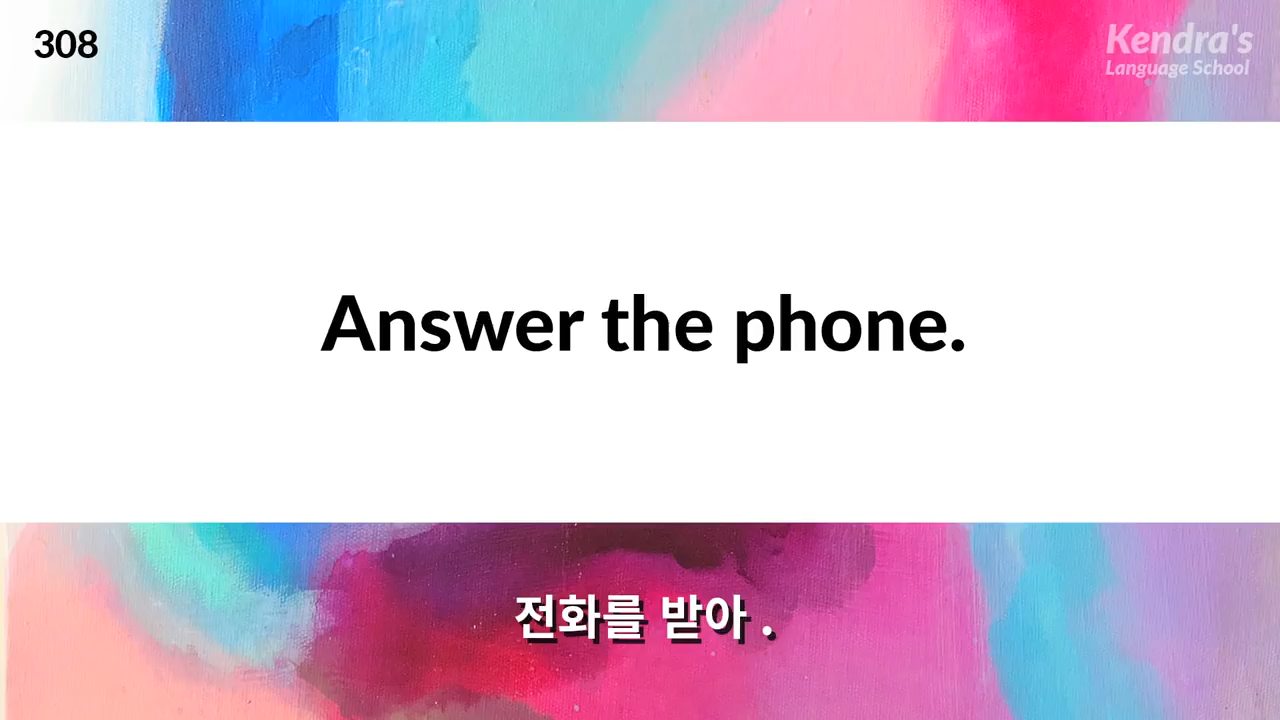 308
Kendra's
Language School
Answer the phone.
전화를 받아 .